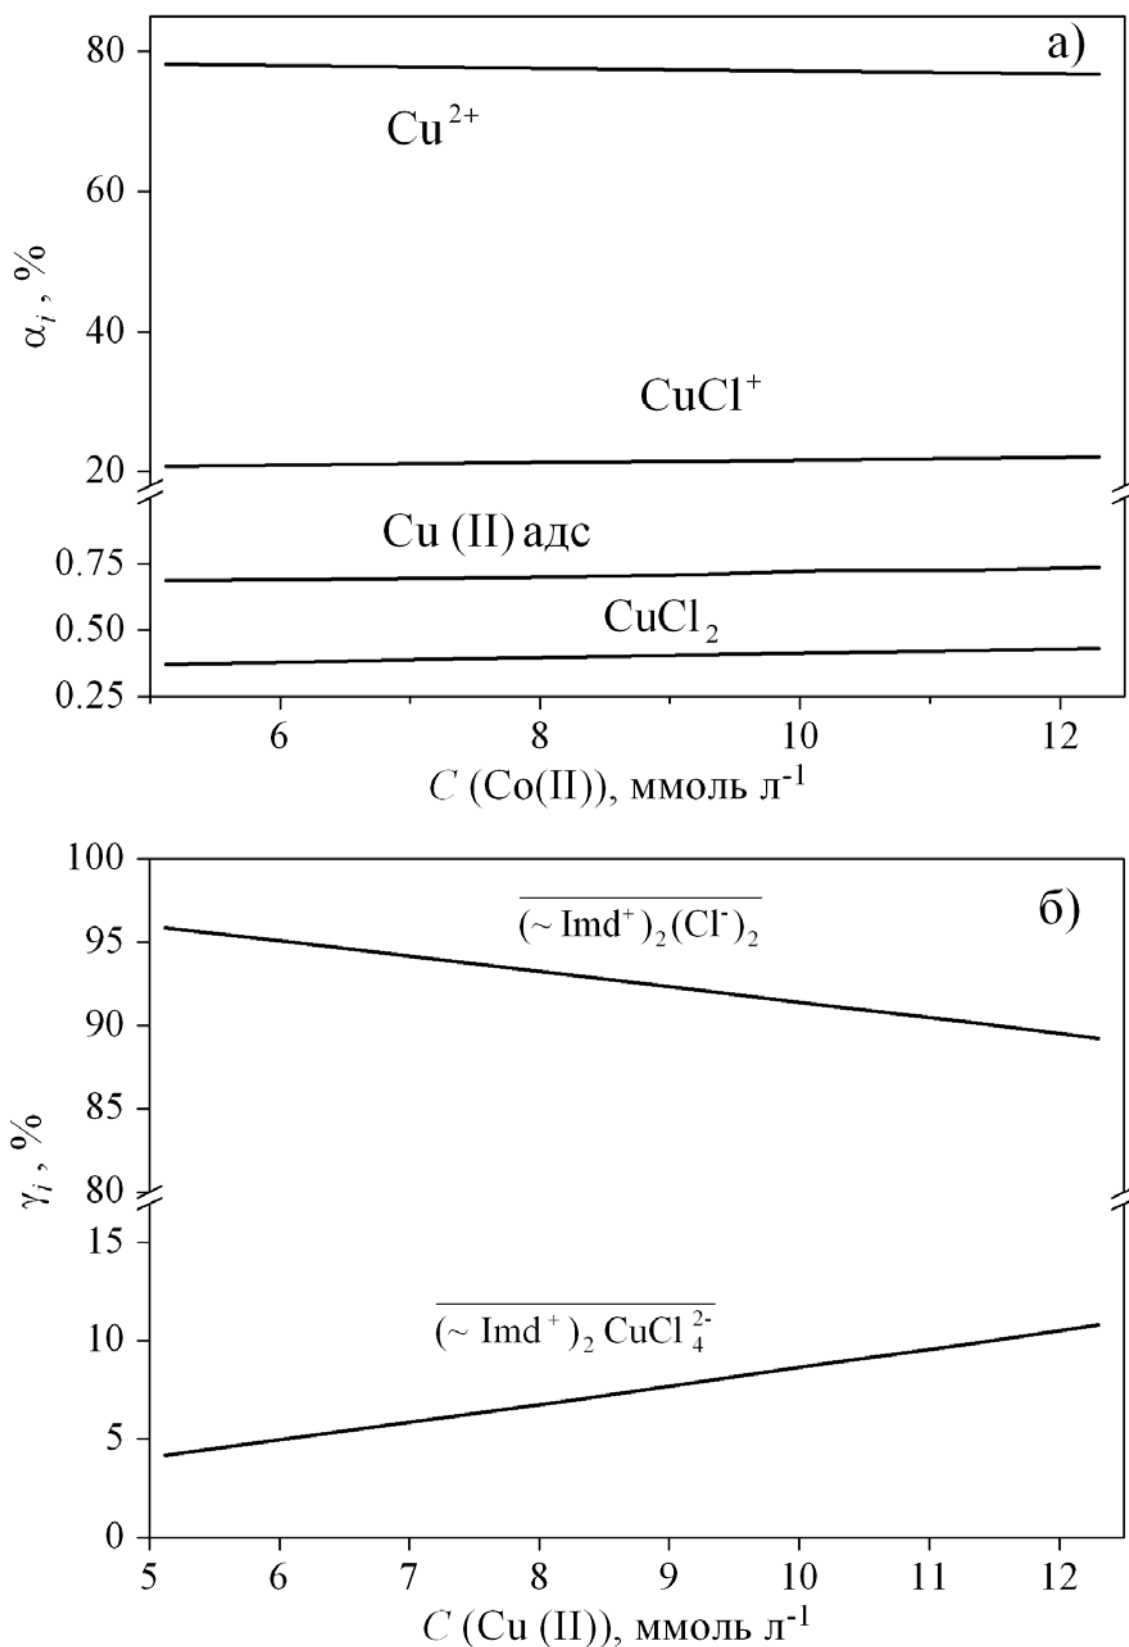 а)
80
Cu²⁺
60
αᵢ, %
40
CuCl⁺
20
Cu (II) адс
0.75
CuCl₂
0.50
0.25
6 8 10 12
C (Co(II)), ммоль л⁻¹
100
б)
(~ Imd⁺)₂(Cl⁻)₂
95
90
85
γᵢ, %
80
15
(~ Imd⁺)₂ CuCl₄²⁻
10
5
0
5 6 7 8 9 10 11 12
C (Cu (II)), ммоль л⁻¹